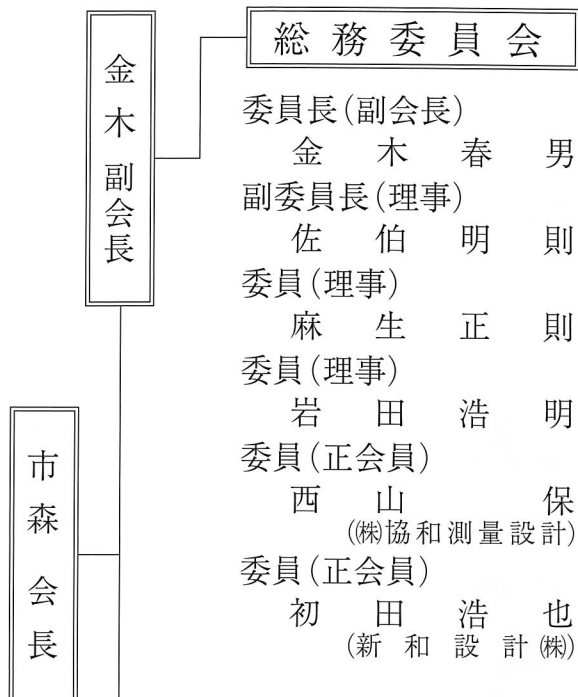 総務委員会
金木副会長
委員長(副会長)
金木春男
副委員長(理事)
佐伯明則
委員(理事)
麻生正則
委員(理事)
岩田浩明
委員(正会員)
西山保
(㈱協和測量設計)
委員(正会員)
初田浩也
(新和設計㈱)
市森会長